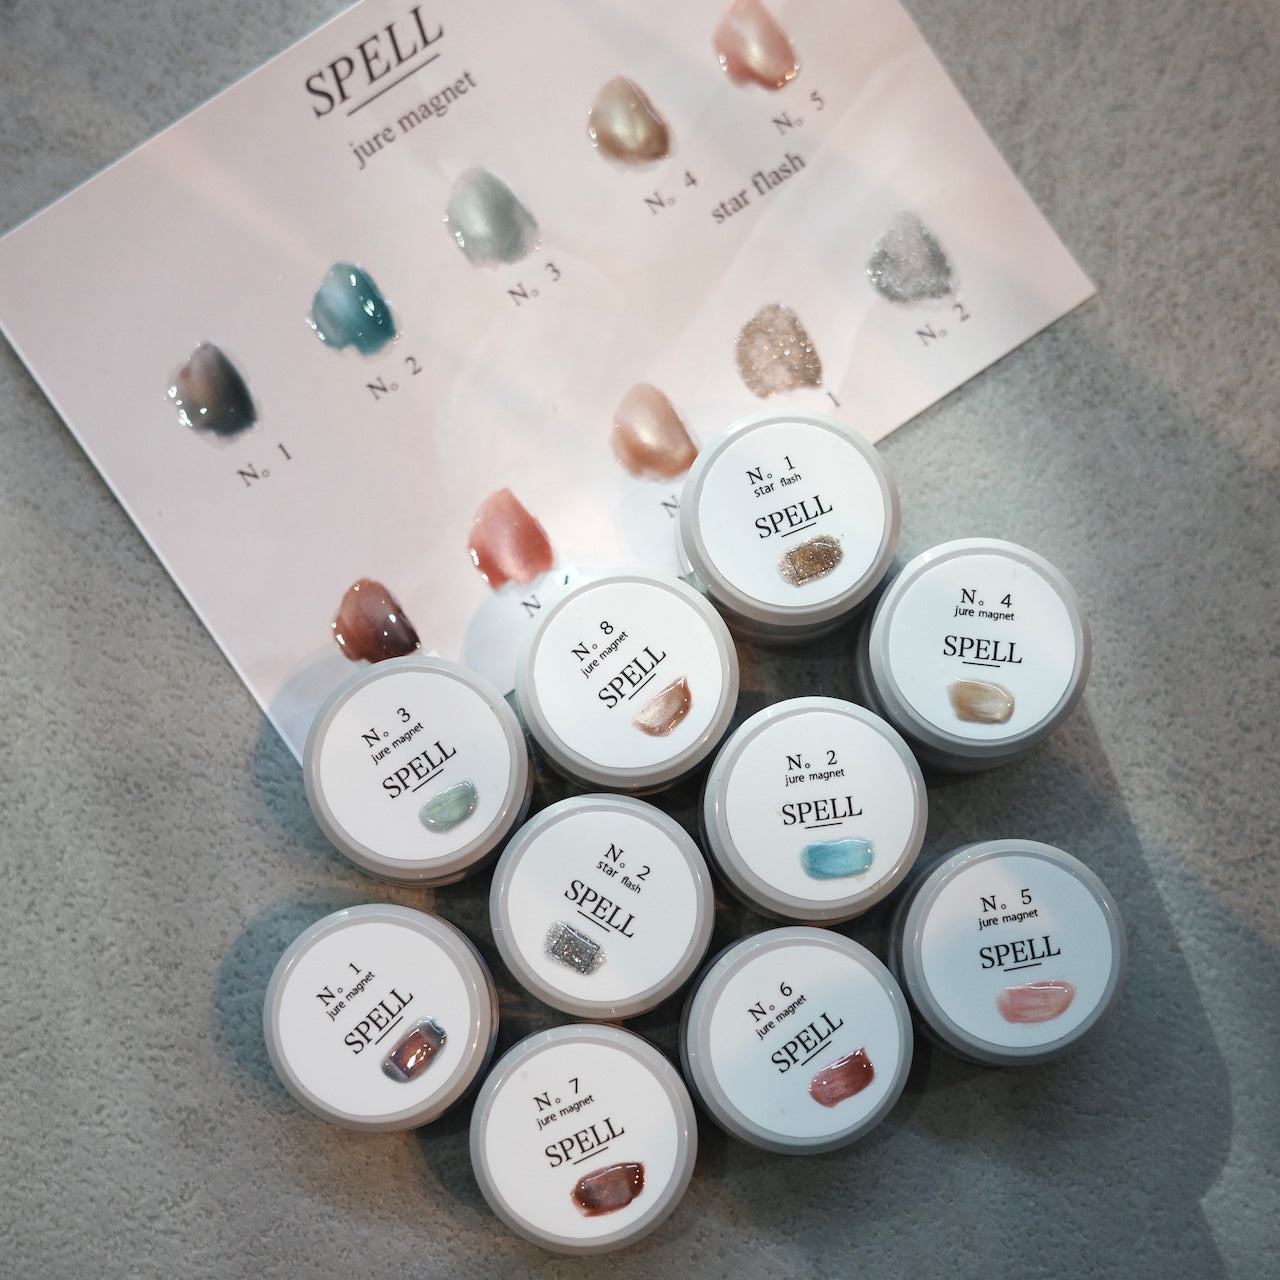 SPELL
jure magnet
N。 1
N。 2
N。 3
N。 4
N。 5
star flash
1
N。 2
N
N
N。 1
star flash
SPELL
N。 4
jure magnet
SPELL
N。 8
jure magnet
SPELL
N。 3
jure magnet
SPELL
N。 2
jure magnet
SPELL
N。 2
star flash
SPELL
N。 5
jure magnet
SPELL
N。 1
jure magnet
SPELL
N。 6
jure magnet
SPELL
N。 7
jure magnet
SPELL